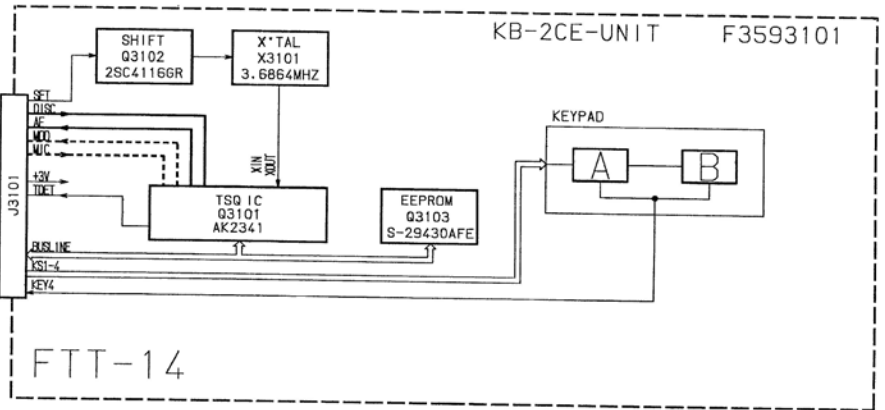 KB-2CE-UNIT F3593101
SHIFT
Q3102
2SC4116GR
X'TAL
X3101
3.6864MHZ
SFT
DISC
AF
MOD
MIC
+3V
TDET
J3101
XIN
XOUT
TSQ IC
Q3101
AK2341
EEPROM
Q3103
S-29430AFE
KEYPAD
A
B
BUSLINE
KS1-4
KEY4
FTT-14